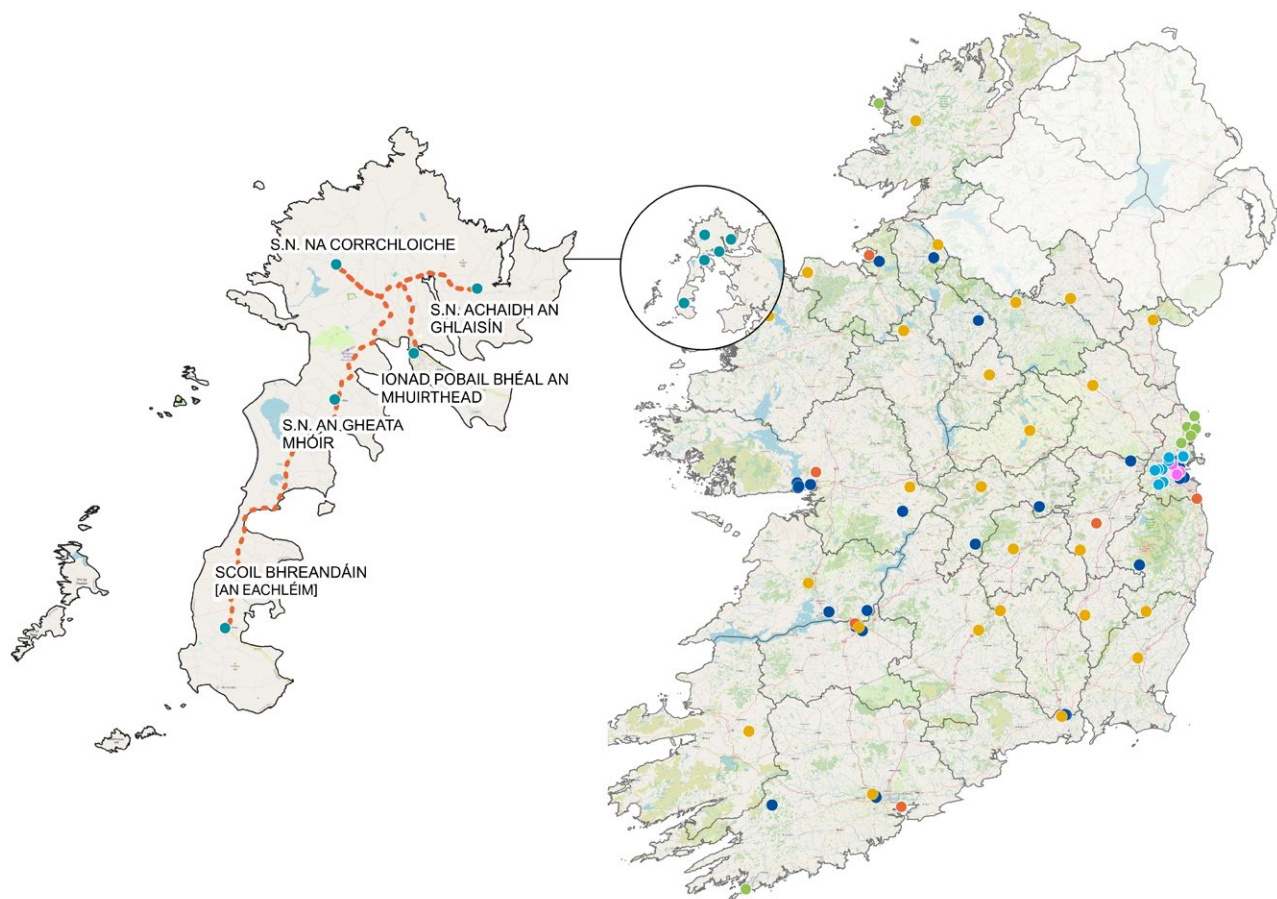 S.N. NA CORRCHLOICHE
S.N. ACHAIDH AN
GHLAISÍN
IONAD POBAIL BHÉAL AN
MHUIRTHEAD
S.N. AN GHEATA
MHÓIR
SCOIL BHREANDÁIN
[AN EACHLÉIM]